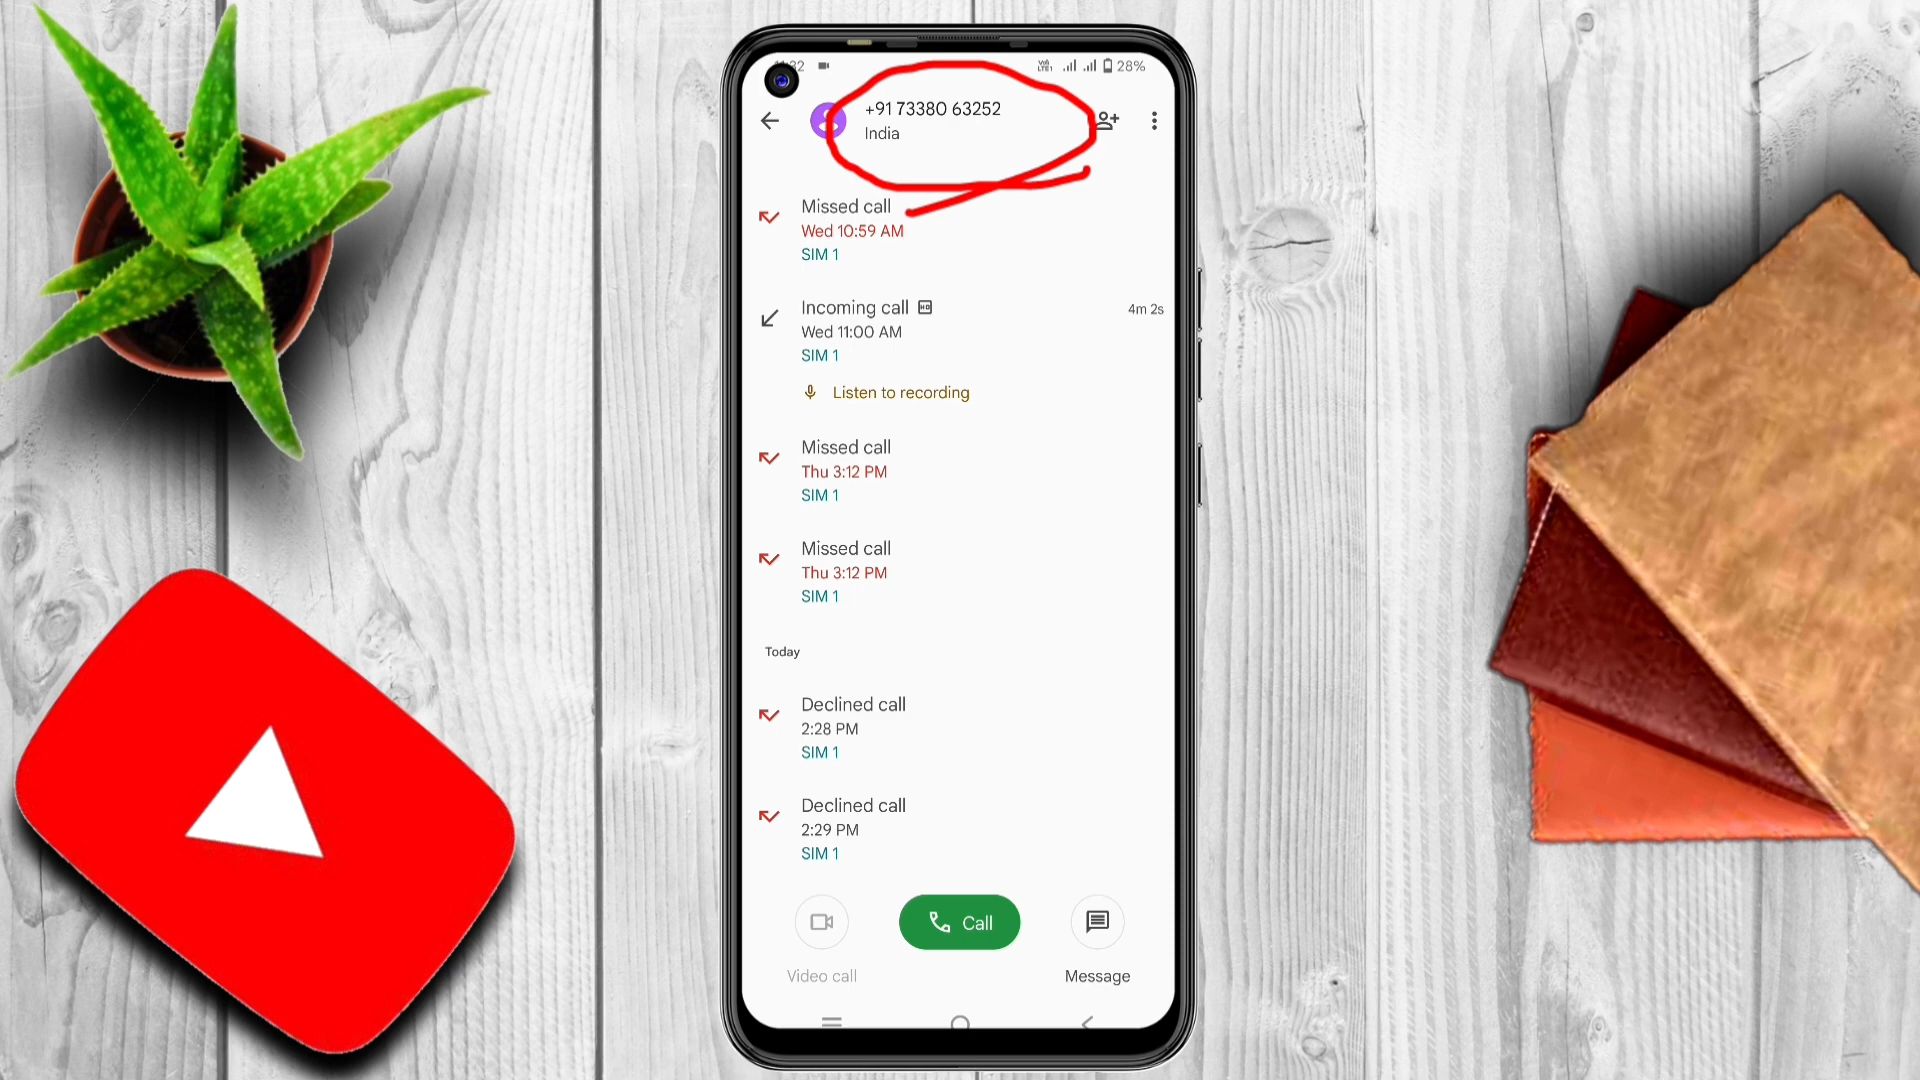 28%
+91 73380 63252
India
Missed call
Wed 10:59 AM
SIM 1
Incoming call HD 4m 2s
Wed 11:00 AM
SIM 1
Listen to recording
Missed call
Thu 3:12 PM
SIM 1
Missed call
Thu 3:12 PM
SIM 1
Today
Declined call
2:28 PM
SIM 1
Declined call
2:29 PM
SIM 1
Call
Video call
Message